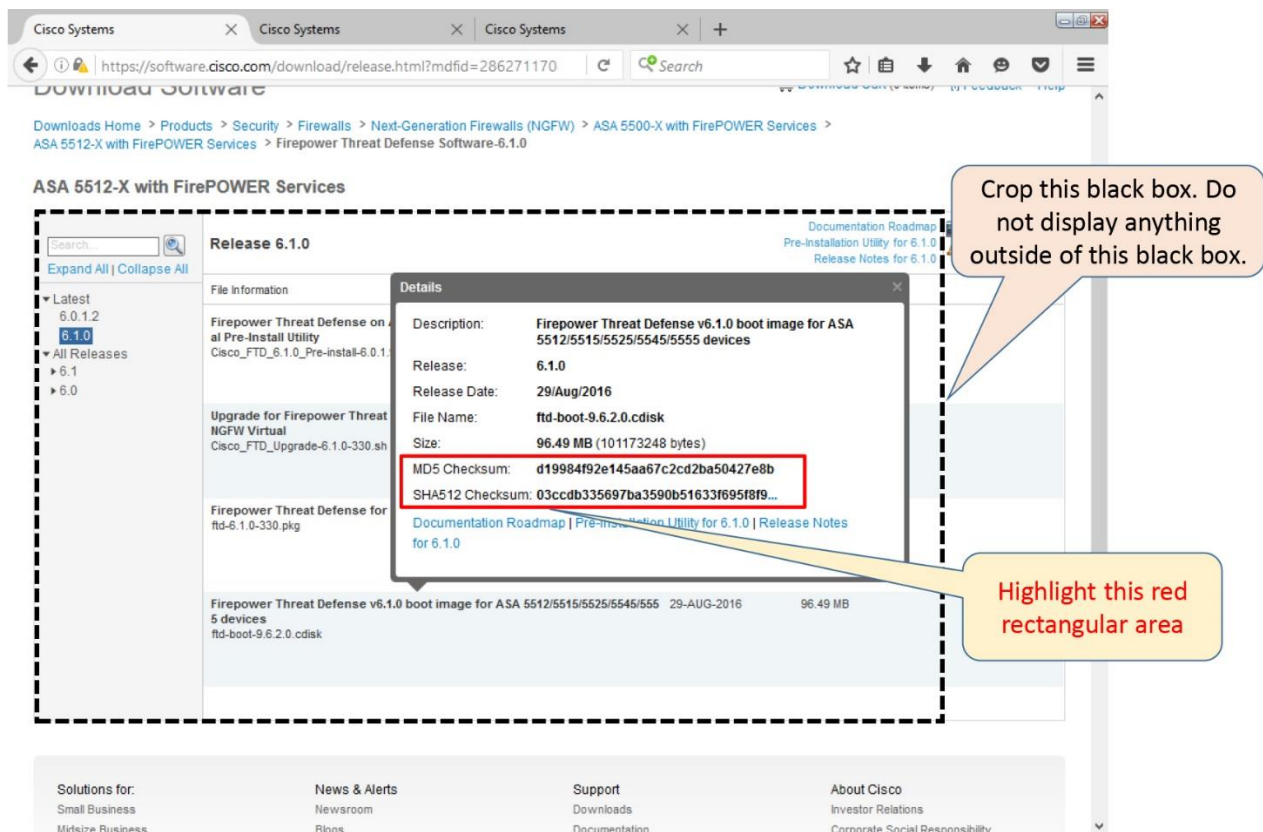 Cisco Systems
Cisco Systems
Cisco Systems
https://software.cisco.com/download/release.html?mdfid=286271170
Search
Download Software
Downloads Home > Products > Security > Firewalls > Next-Generation Firewalls (NGFW) > ASA 5500-X with FirePOWER Services >
ASA 5512-X with FirePOWER Services > Firepower Threat Defense Software-6.1.0
ASA 5512-X with FirePOWER Services
Crop this black box. Do
not display anything
outside of this black box.
Search...
Expand All | Collapse All
Latest
6.0.1.2
6.1.0
All Releases
6.1
6.0
Release 6.1.0
Documentation Roadmap
Pre-Installation Utility for 6.1.0
Release Notes for 6.1.0
File Information
Firepower Threat Defense on
al Pre-Install Utility
Cisco_FTD_6.1.0_Pre-install-6.0.1.
Upgrade for Firepower Threat
NGFW Virtual
Cisco_FTD_Upgrade-6.1.0-330.sh
Firepower Threat Defense for
ftd-6.1.0-330.pkg
Details
Description: Firepower Threat Defense v6.1.0 boot image for ASA
5512/5515/5525/5545/5555 devices
Release: 6.1.0
Release Date: 29/Aug/2016
File Name: ftd-boot-9.6.2.0.cdisk
Size: 96.49 MB (101173248 bytes)
MD5 Checksum: d19984f92e145aa67c2cd2ba50427e8b
SHA512 Checksum: 03ccdb335697ba3590b51633f695f8f9...
Documentation Roadmap | Pre-Installation Utility for 6.1.0 | Release Notes
for 6.1.0
Highlight this red
rectangular area
Firepower Threat Defense v6.1.0 boot image for ASA 5512/5515/5525/5545/555 29-AUG-2016 96.49 MB
5 devices
ftd-boot-9.6.2.0.cdisk
Solutions for: News & Alerts Support About Cisco
Small Business Newsroom Downloads Investor Relations
Midsize Business Blogs Documentation Corporate Social Responsibility